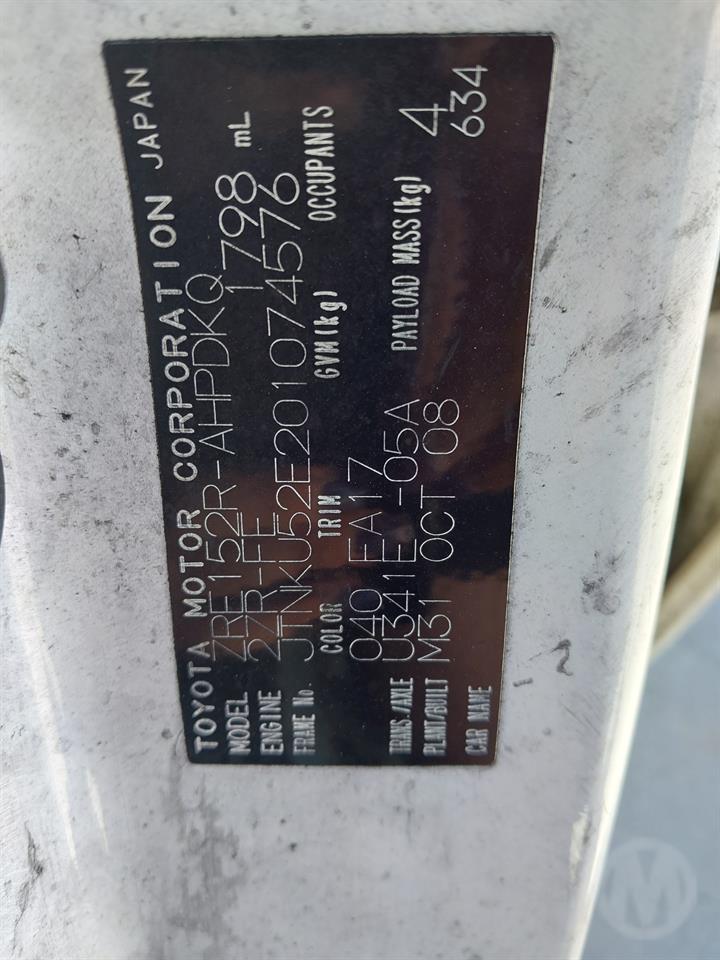 TOYOTA MOTOR CORPORATION JAPAN
MODEL ZRE152R-AHPDKQ
ENGINE 2ZR-FE 1798 mL
FRAME No. JTNKU52E201074576
COLOR TRIM GVM(kg) OCCUPANTS
040 FA17 4
TRANS./AXLE U341E -05A PAYLOAD MASS(kg) 634
PLANT/BUILT M31 OCT 08
CAR NAME
M